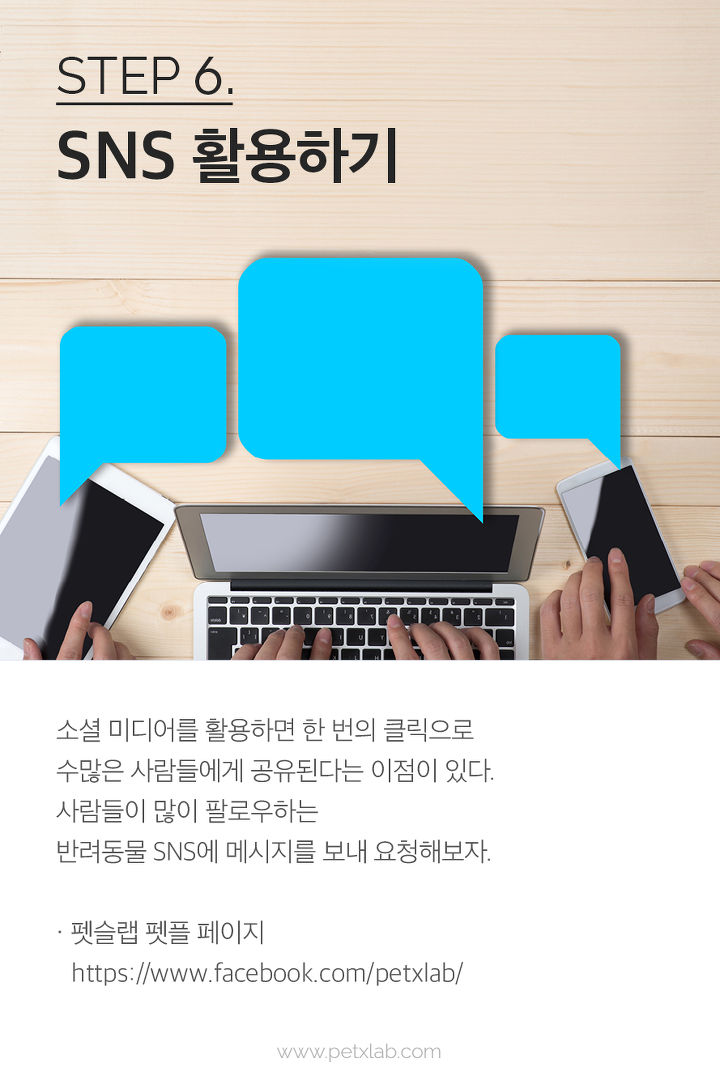 STEP 6.
SNS 활용하기
소셜 미디어를 활용하면 한 번의 클릭으로
수많은 사람들에게 공유된다는 이점이 있다.
사람들이 많이 팔로우하는
반려동물 SNS에 메시지를 보내 요청해보자.
· 펫슬랩 펫플 페이지
https://www.facebook.com/petxlab/
www.petxlab.com